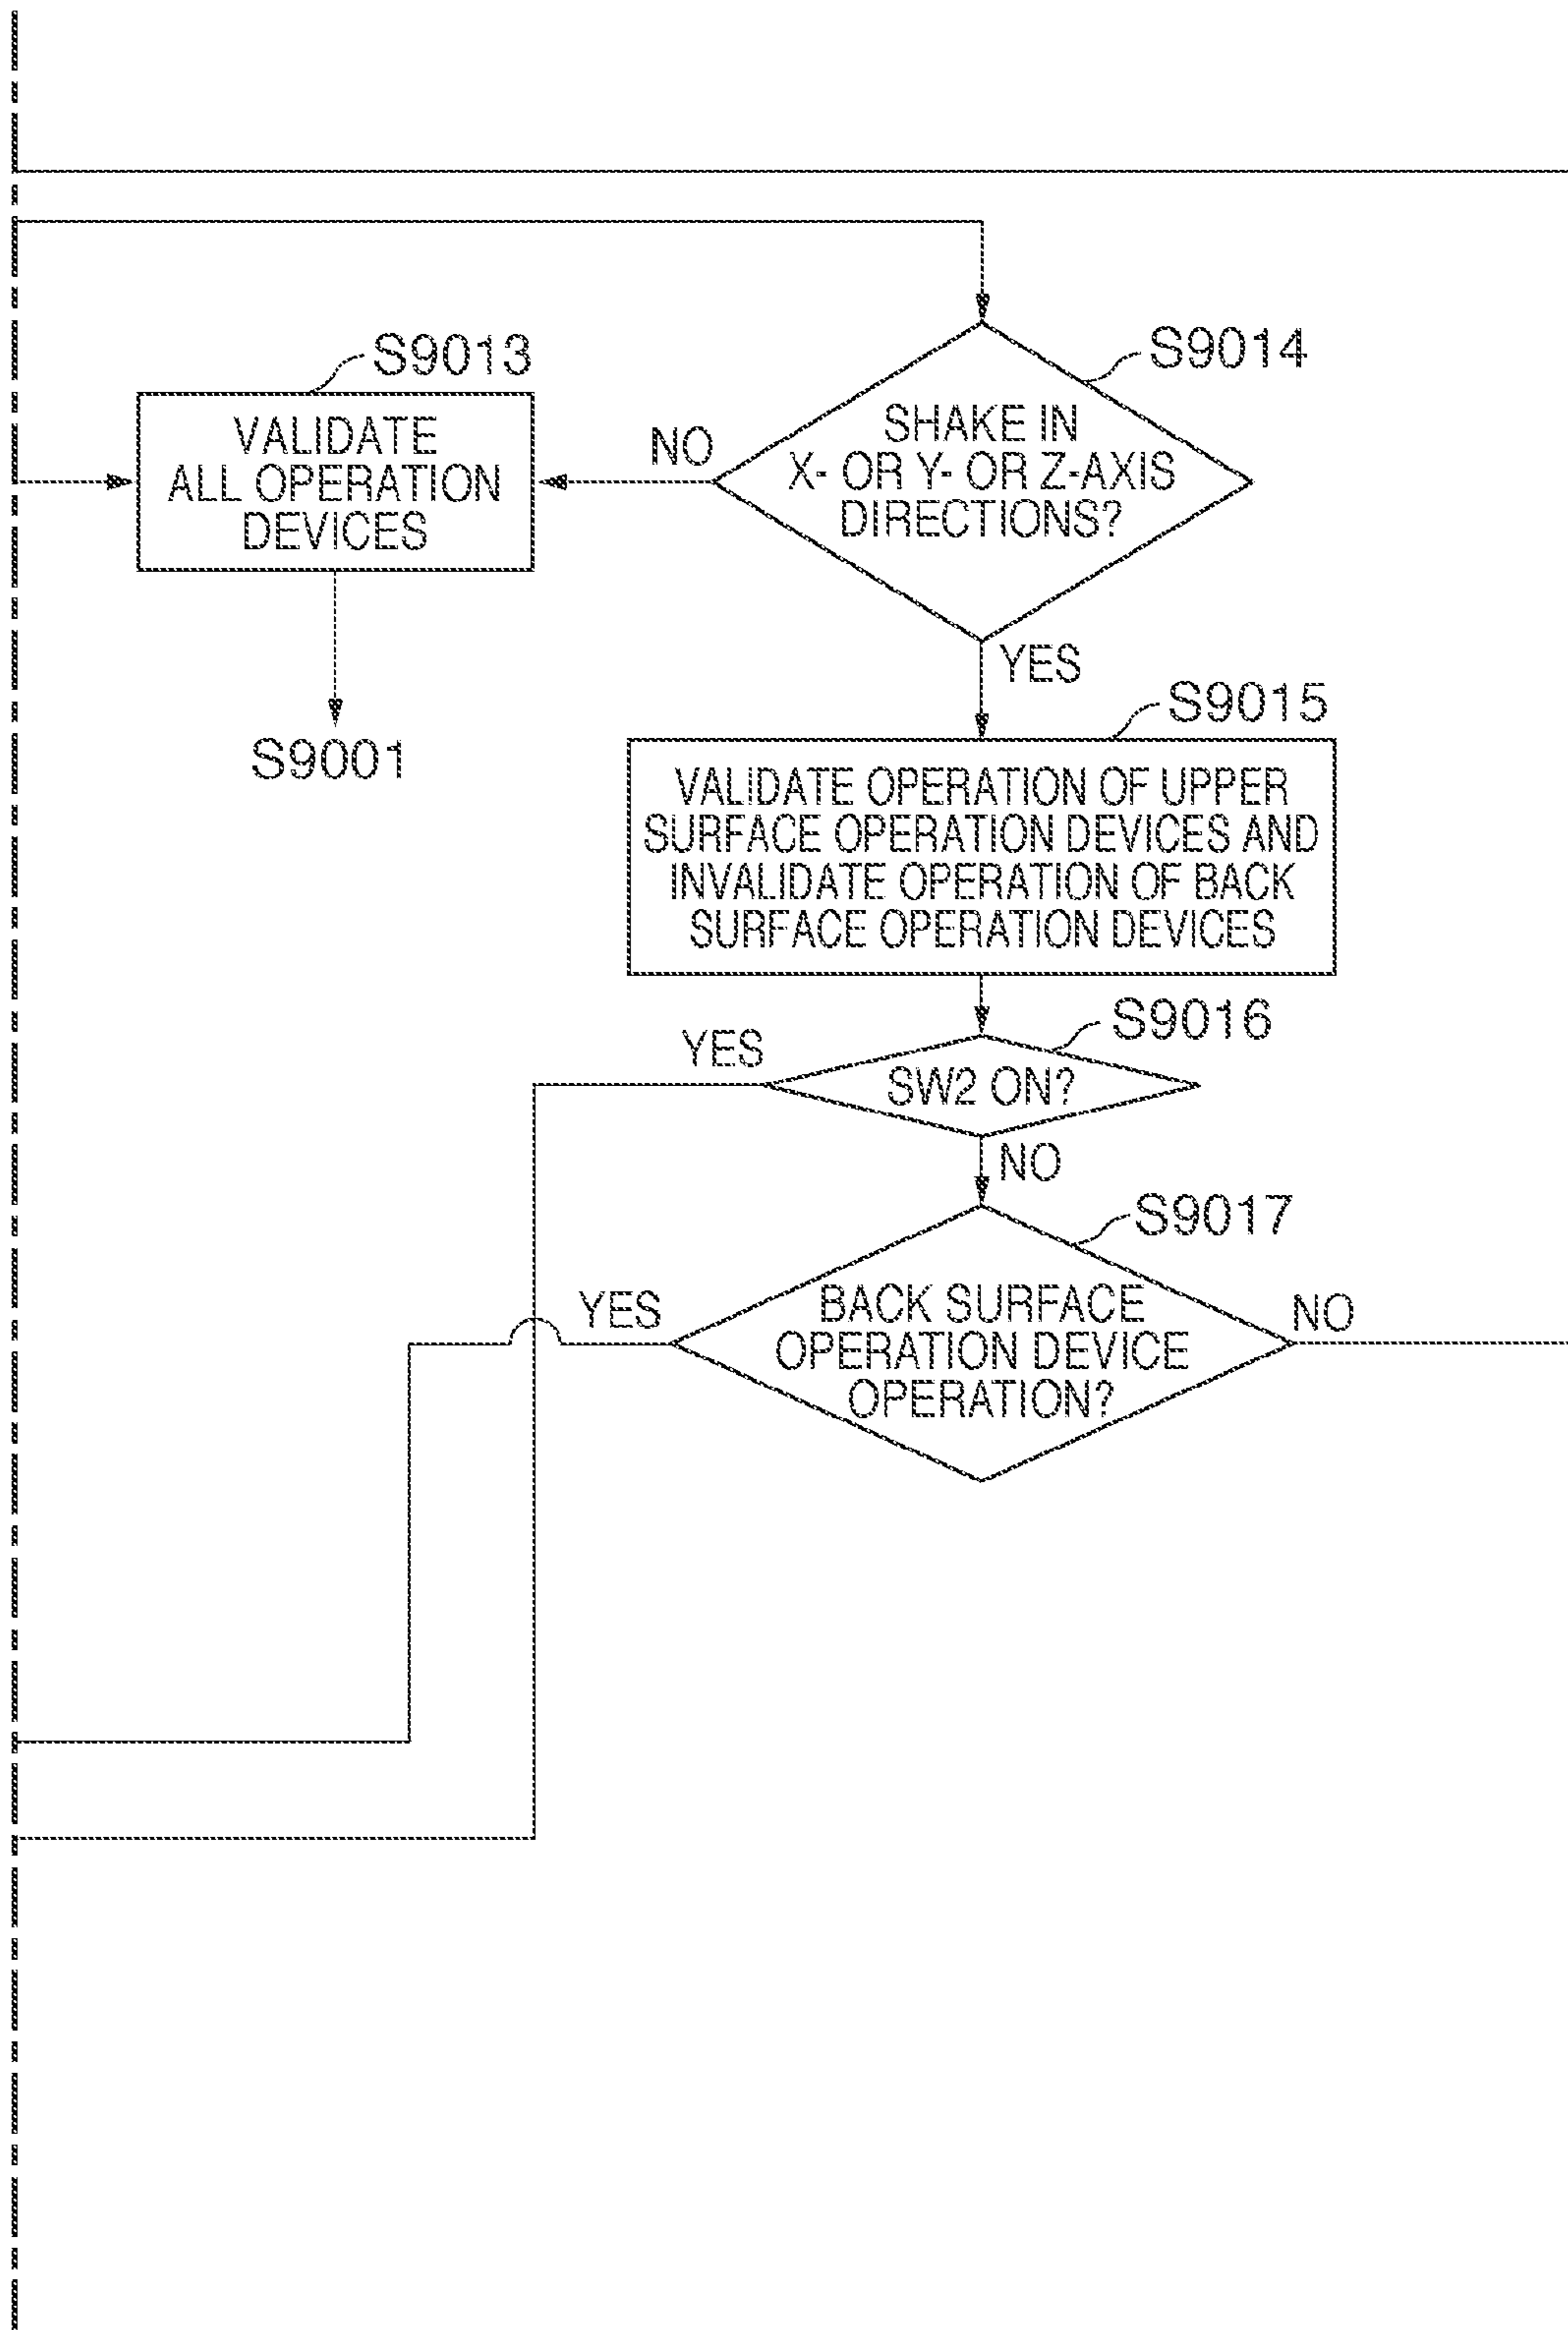 S9013
VALIDATE
ALL OPERATION
DEVICES
S9001
NO
S9014
SHAKE IN
X- OR Y- OR Z-AXIS
DIRECTIONS?
YES
S9015
VALIDATE OPERATION OF UPPER
SURFACE OPERATION DEVICES AND
INVALIDATE OPERATION OF BACK
SURFACE OPERATION DEVICES
S9016
YES
SW2 ON?
NO
S9017
YES
BACK SURFACE
OPERATION DEVICE
OPERATION?
NO